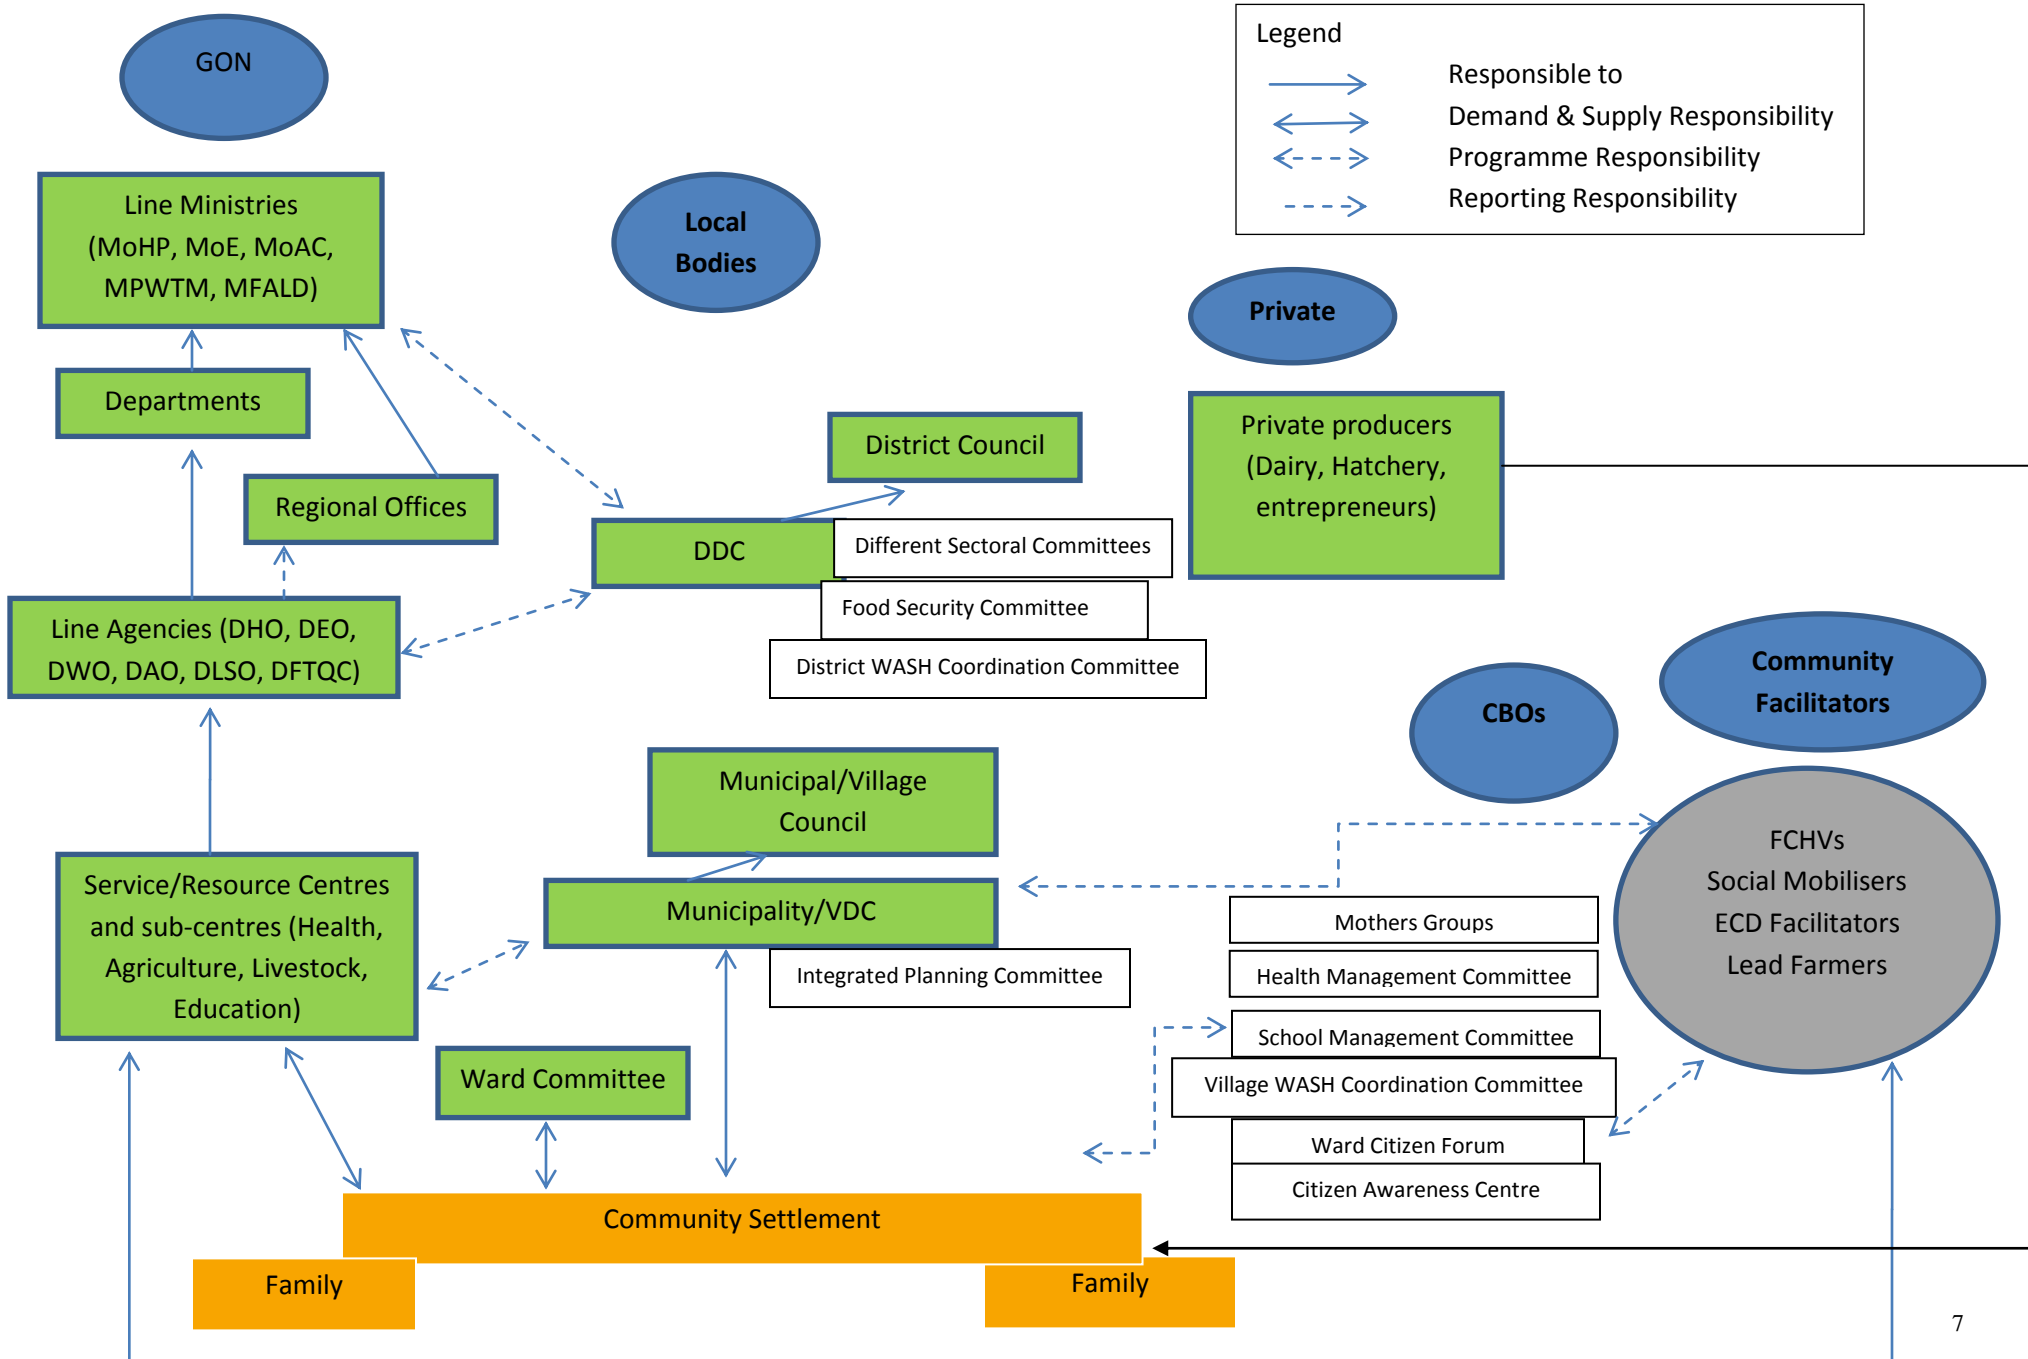 GON
Legend
Responsible to
Demand & Supply Responsibility
Programme Responsibility
Reporting Responsibility
Line Ministries
(MoHP, MoE, MoAC,
MPWTM, MFALD)
Local
Bodies
Private
Departments
District Council
Private producers
(Dairy, Hatchery,
entrepreneurs)
Regional Offices
DDC
Different Sectoral Committees
Food Security Committee
District WASH Coordination Committee
Line Agencies (DHO, DEO,
DWO, DAO, DLSO, DFTQC)
Community
Facilitators
CBOs
Municipal/Village
Council
FCHVs
Social Mobilisers
ECD Facilitators
Lead Farmers
Service/Resource Centres
and sub-centres (Health,
Agriculture, Livestock,
Education)
Municipality/VDC
Integrated Planning Committee
Mothers Groups
Health Management Committee
School Management Committee
Village WASH Coordination Committee
Ward Citizen Forum
Citizen Awareness Centre
Ward Committee
Community Settlement
Family
Family
7